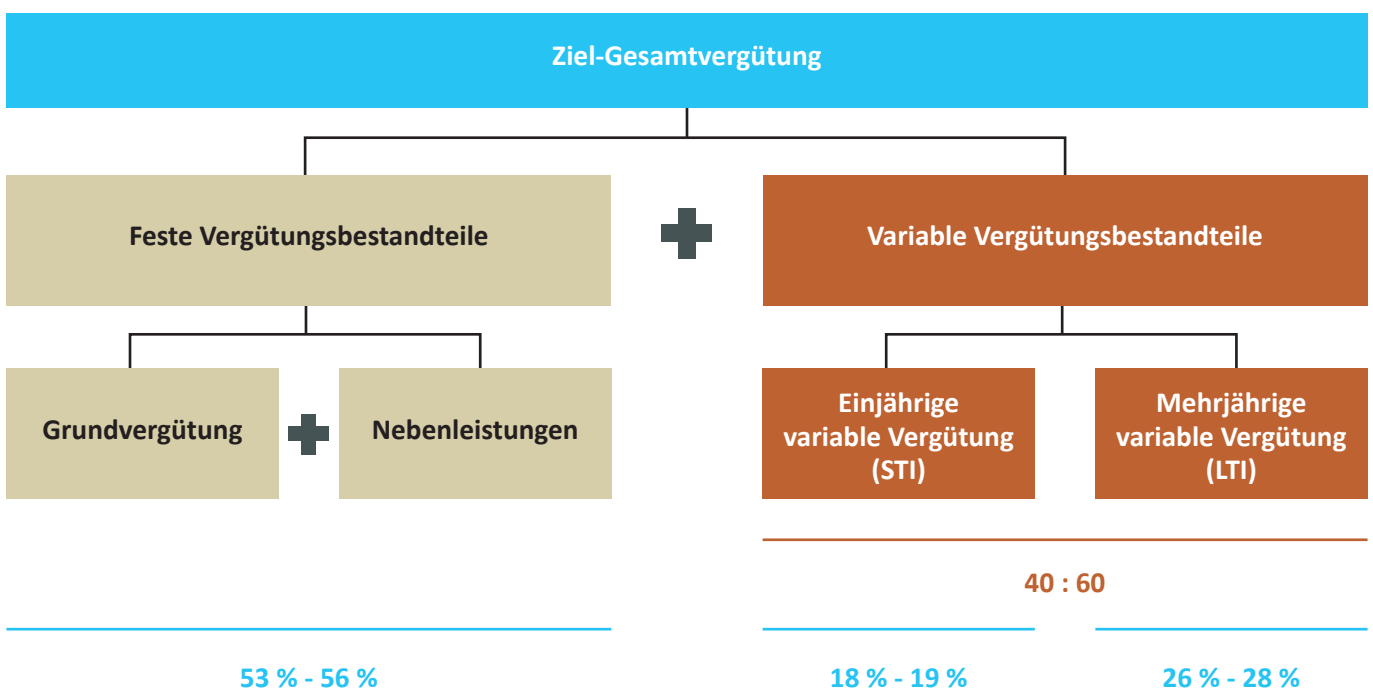 Ziel-Gesamtvergütung
Feste Vergütungsbestandteile
Variable Vergütungsbestandteile
Grundvergütung
Nebenleistungen
Einjährige
variable Vergütung
(STI)
Mehrjährige
variable Vergütung
(LTI)
40 : 60
53 % - 56 %
18 % - 19 %
26 % - 28 %